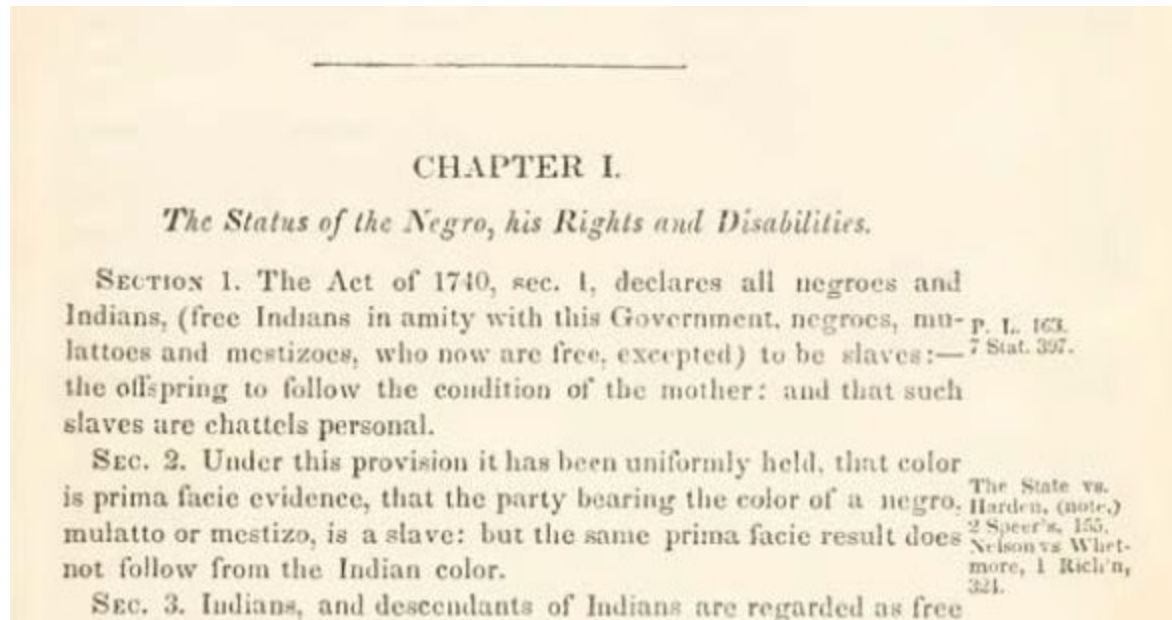 CHAPTER I.
The Status of the Negro, his Rights and Disabilities.
SECTION 1. The Act of 1740, sec. 1, declares all negroes and
Indians, (free Indians in amity with this Government, negroes, mu-
lattoes and mestizoes, who now are free, excepted) to be slaves:—
the offspring to follow the condition of the mother: and that such
slaves are chattels personal.
P. L. 163.
7 Stat. 397.
SEC. 2. Under this provision it has been uniformly held, that color
is prima facie evidence, that the party bearing the color of a negro,
mulatto or mestizo, is a slave: but the same prima facie result does
not follow from the Indian color.
The State vs.
Harden, (note.)
2 Speer's, 155.
Nelson vs Whet-
more, 1 Rich'n,
324.
SEC. 3. Indians, and descendants of Indians are regarded as free